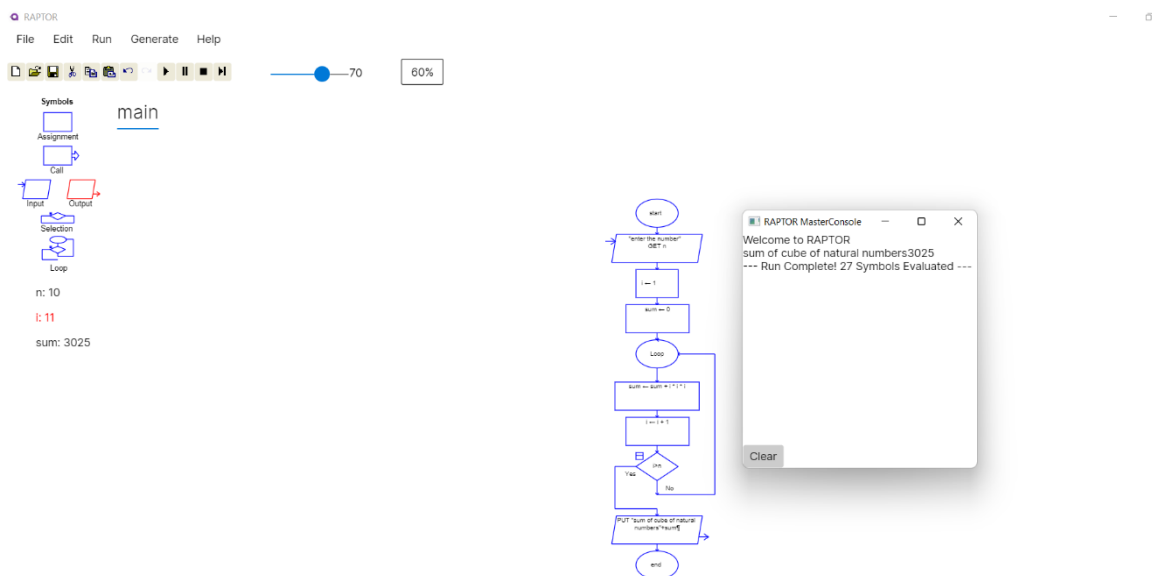 RAPTOR
File Edit Run Generate Help
70
60%
Symbols
main
Assignment
Call
Input Output
Selection
Loop
n: 10
i: 11
sum: 3025
start
"enter the number"
GET n
i ← 1
sum ← 0
Loop
sum ← sum + i * i * i
i ← i + 1
i>n
Yes
No
PUT "sum of cube of natural
numbers"+sum¶
end
RAPTOR MasterConsole
Welcome to RAPTOR
sum of cube of natural numbers3025
--- Run Complete! 27 Symbols Evaluated ---
Clear